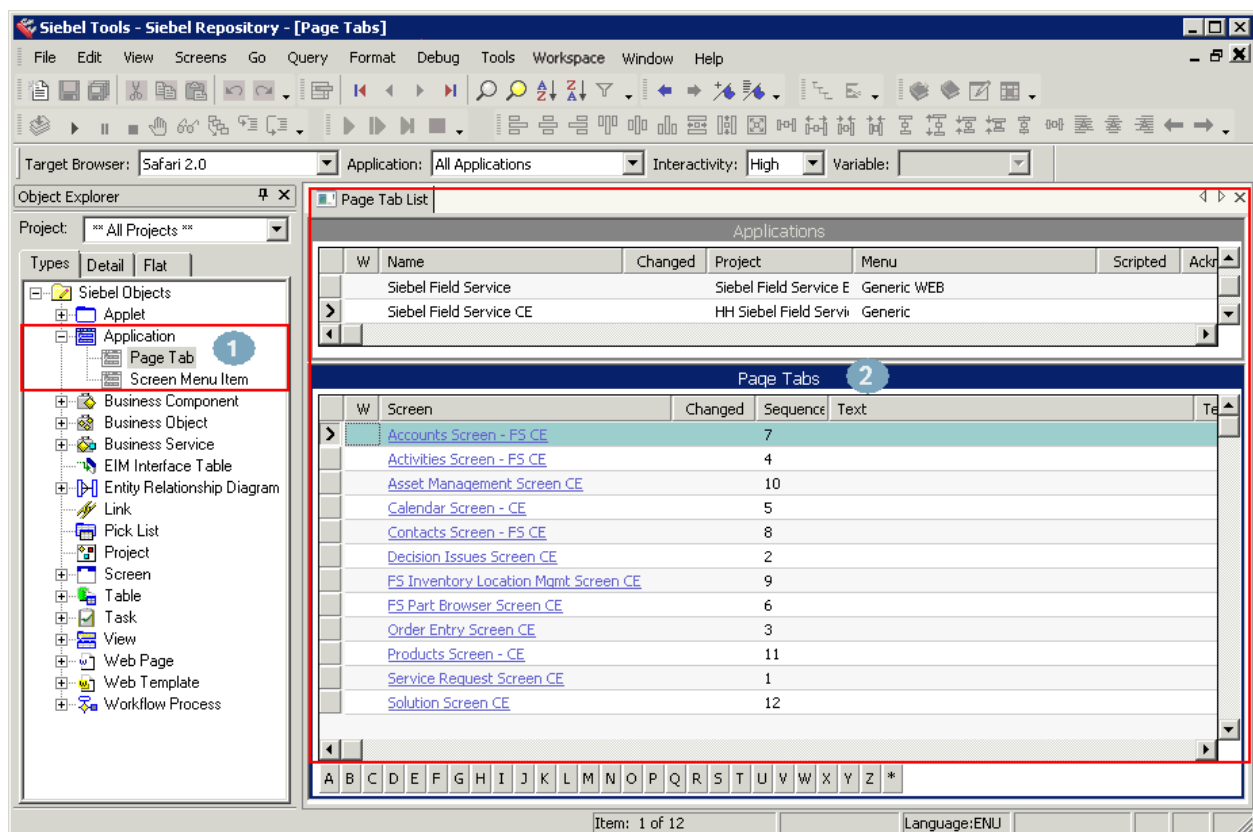 Siebel Tools - Siebel Repository - [Page Tabs]
File Edit View Screens Go Query Format Debug Tools Workspace Window Help
Target Browser: Safari 2.0 Application: All Applications Interactivity: High Variable:
Object Explorer
Project: ** All Projects **
Types Detail Flat
Siebel Objects
Applet
Application
Page Tab
1
Screen Menu Item
Business Component
Business Object
Business Service
EIM Interface Table
Entity Relationship Diagram
Link
Pick List
Project
Screen
Table
Task
View
Web Page
Web Template
Workflow Process
Page Tab List
Applications
W Name Changed Project Menu Scripted Ackr
Siebel Field Service Siebel Field Service E Generic WEB
Siebel Field Service CE HH Siebel Field Servi Generic
Page Tabs 2
W Screen Changed Sequence Text Te
Accounts Screen - FS CE 7
Activities Screen - FS CE 4
Asset Management Screen CE 10
Calendar Screen - CE 5
Contacts Screen - FS CE 8
Decision Issues Screen CE 2
FS Inventory Location Mgmt Screen CE 9
FS Part Browser Screen CE 6
Order Entry Screen CE 3
Products Screen - CE 11
Service Request Screen CE 1
Solution Screen CE 12
A B C D E F G H I J K L M N O P Q R S T U V W X Y Z *
Item: 1 of 12 Language:ENU